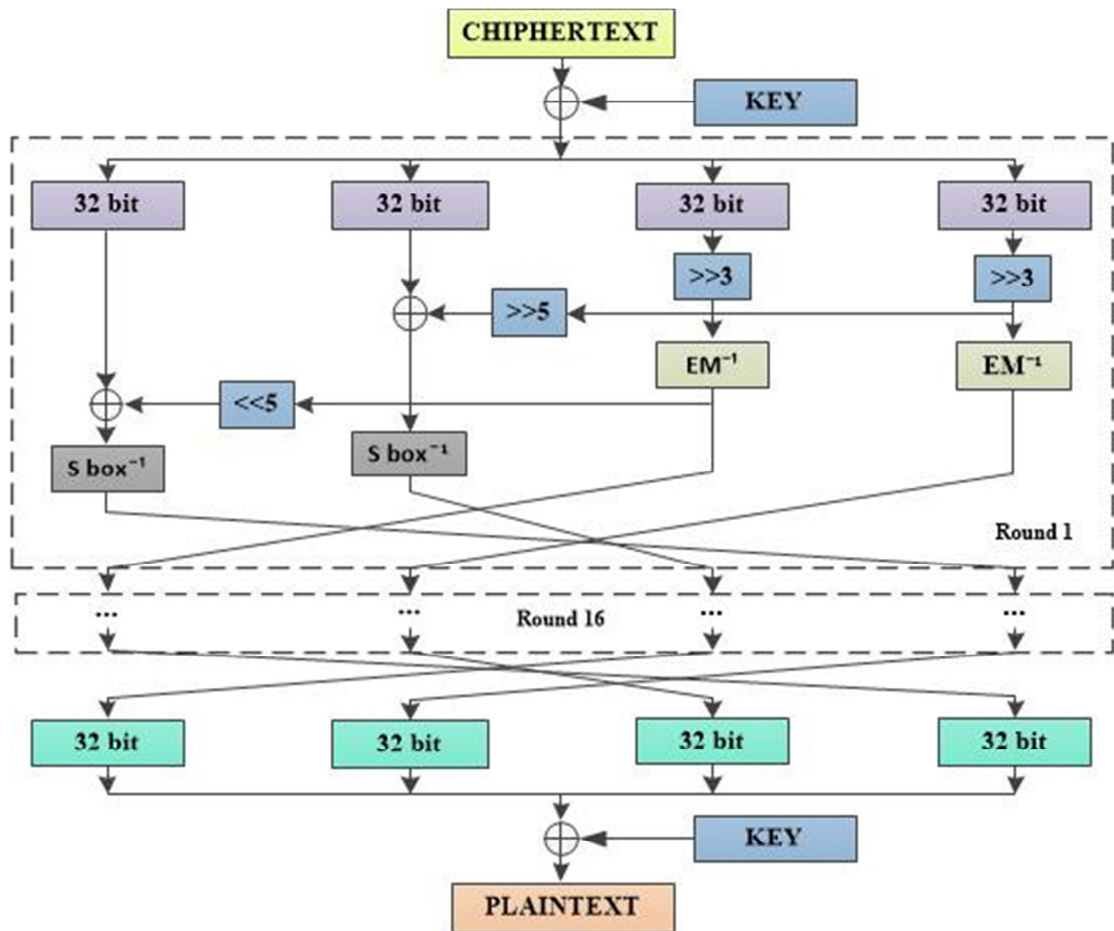 CHIPHERTEXT
KEY
32 bit
32 bit
32 bit
32 bit
>>3
>>3
>>5
EM⁻¹
EM⁻¹
<<5
S box⁻¹
S box⁻¹
Round 1
...
...
Round 16
...
...
32 bit
32 bit
32 bit
32 bit
KEY
PLAINTEXT